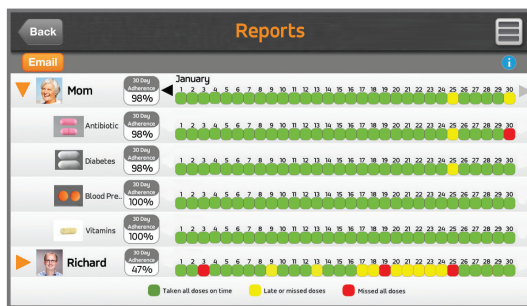 Back
Reports
Email
i
January
Mom
30 Day
Adherence
98%
1 2 3 4 5 6 7 8 9 10 11 12 13 14 15 16 17 18 19 20 21 22 23 24 25 26 27 28 29 30
Antibiotic
30 Day
Adherence
98%
1 2 3 4 5 6 7 8 9 10 11 12 13 14 15 16 17 18 19 20 21 22 23 24 25 26 27 28 29 30
Diabetes
30 Day
Adherence
98%
1 2 3 4 5 6 7 8 9 10 11 12 13 14 15 16 17 18 19 20 21 22 23 24 25 26 27 28 29 30
Blood Pre..
30 Day
Adherence
100%
1 2 3 4 5 6 7 8 9 10 11 12 13 14 15 16 17 18 19 20 21 22 23 24 25 26 27 28 29 30
Vitamins
30 Day
Adherence
100%
1 2 3 4 5 6 7 8 9 10 11 12 13 14 15 16 17 18 19 20 21 22 23 24 25 26 27 28 29 30
Richard
30 Day
Adherence
47%
1 2 3 4 5 6 7 8 9 10 11 12 13 14 15 16 17 18 19 20 21 22 23 24 25 26 27 28 29 30
Taken all doses on time Late or missed doses Missed all doses